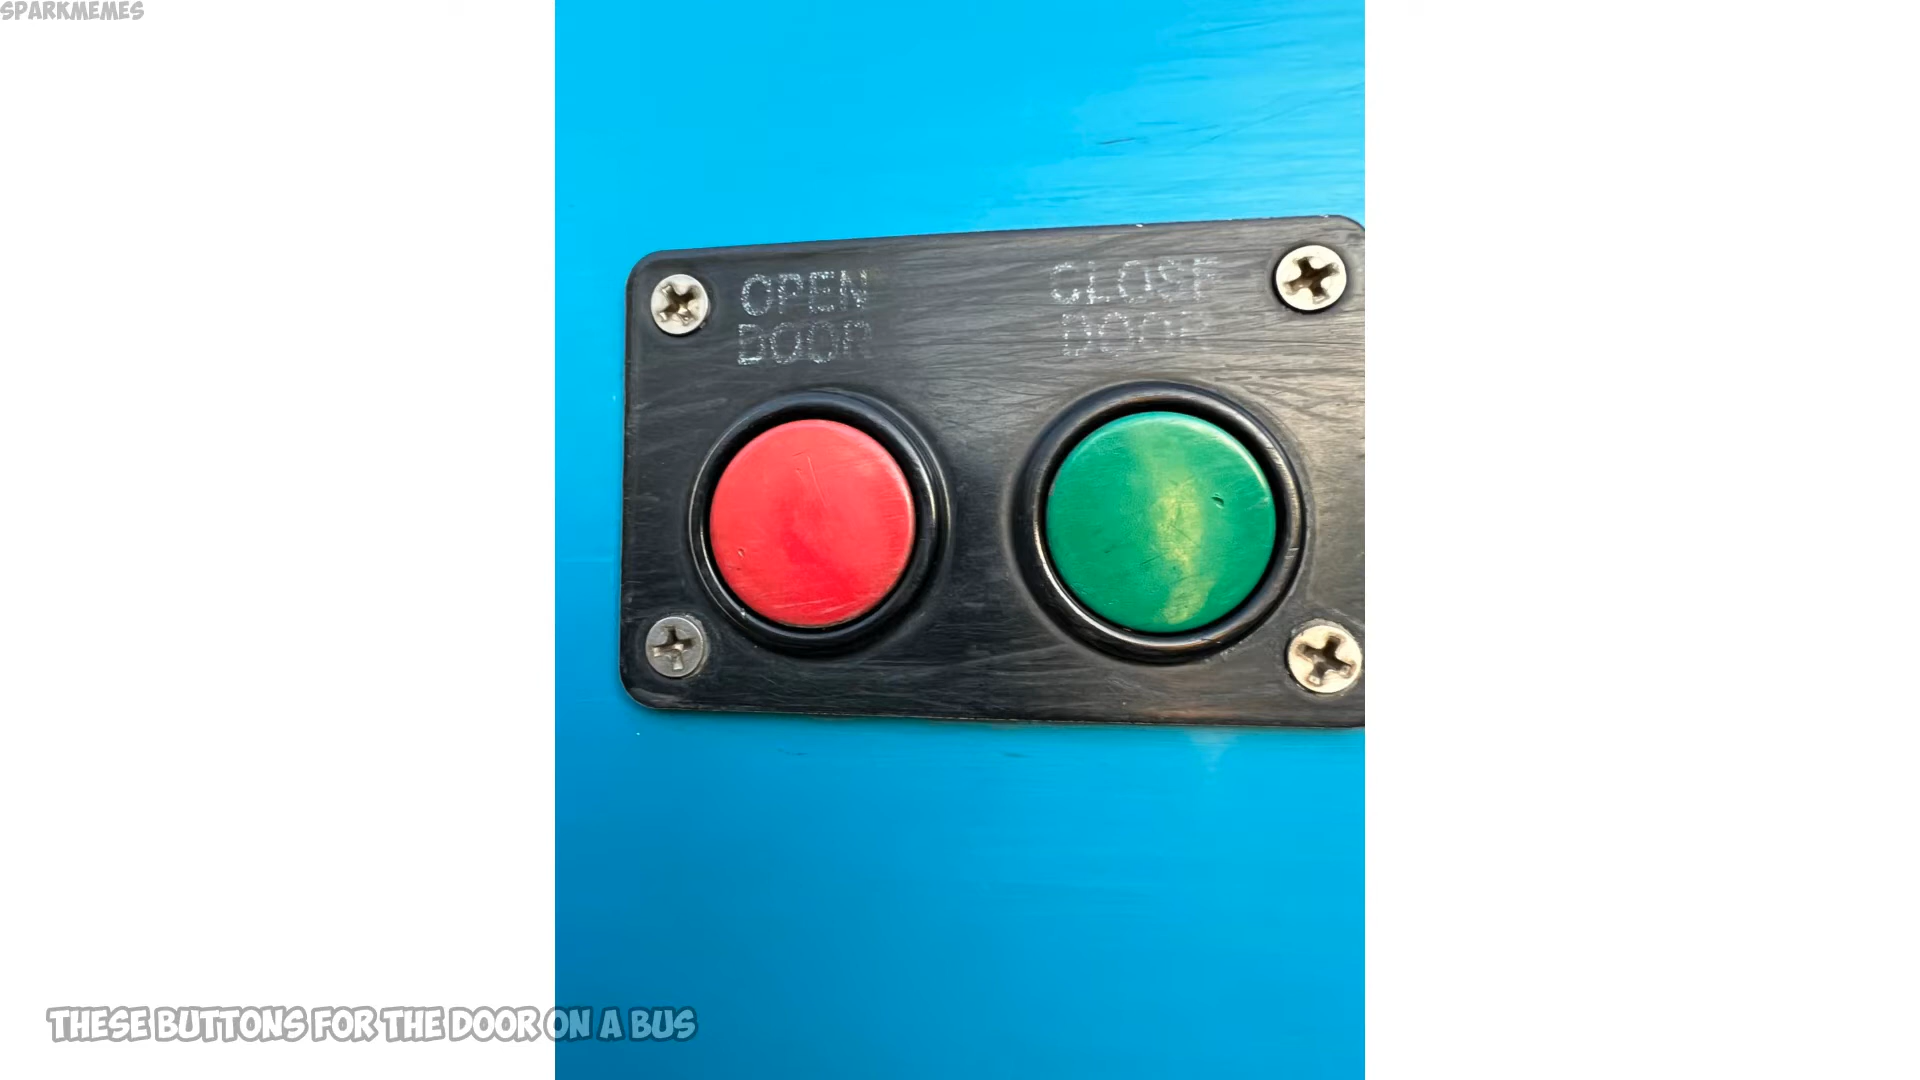 SPARKMEMES
OPEN
DOOR
CLOSE
DOOR
THESE BUTTONS FOR THE DOOR ON A BUS